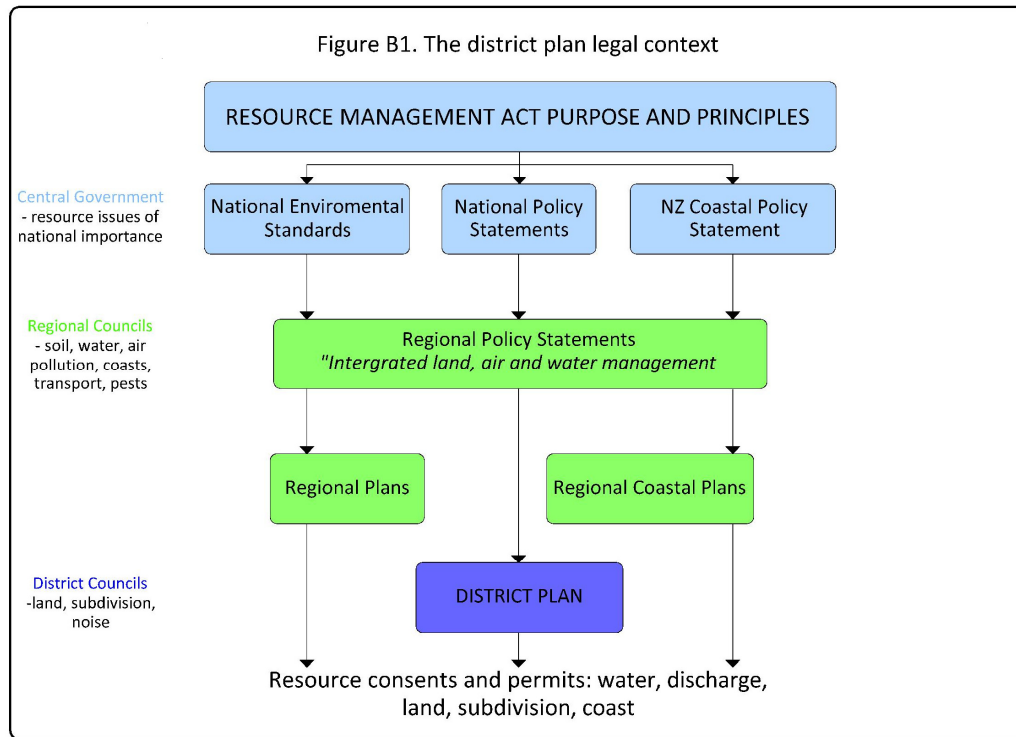 Figure B1. The district plan legal context
RESOURCE MANAGEMENT ACT PURPOSE AND PRINCIPLES
Central Government
- resource issues of
national importance
National Enviromental
Standards
National Policy
Statements
NZ Coastal Policy
Statement
Regional Councils
- soil, water, air
pollution, coasts,
transport, pests
Regional Policy Statements
"Intergrated land, air and water management
Regional Plans
Regional Coastal Plans
District Councils
-land, subdivision,
noise
DISTRICT PLAN
Resource consents and permits: water, discharge,
land, subdivision, coast